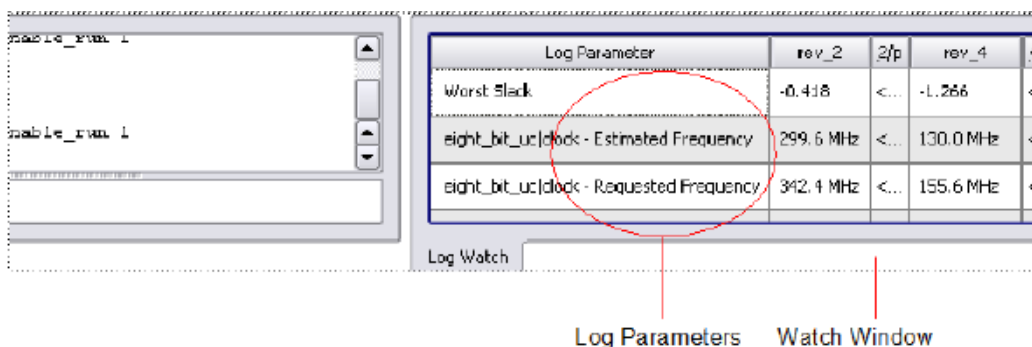 nable_run 1
nable_run 1
Log Parameter rev_2 2/p rev_4
Worst Slack -0.418 <... -1.266 <
eight_bit_uc|clock - Estimated Frequency 299.6 MHz <... 130.0 MHz <
eight_bit_uc|clock - Requested Frequency 342.4 MHz <... 155.6 MHz <
Log Watch
Log Parameters Watch Window